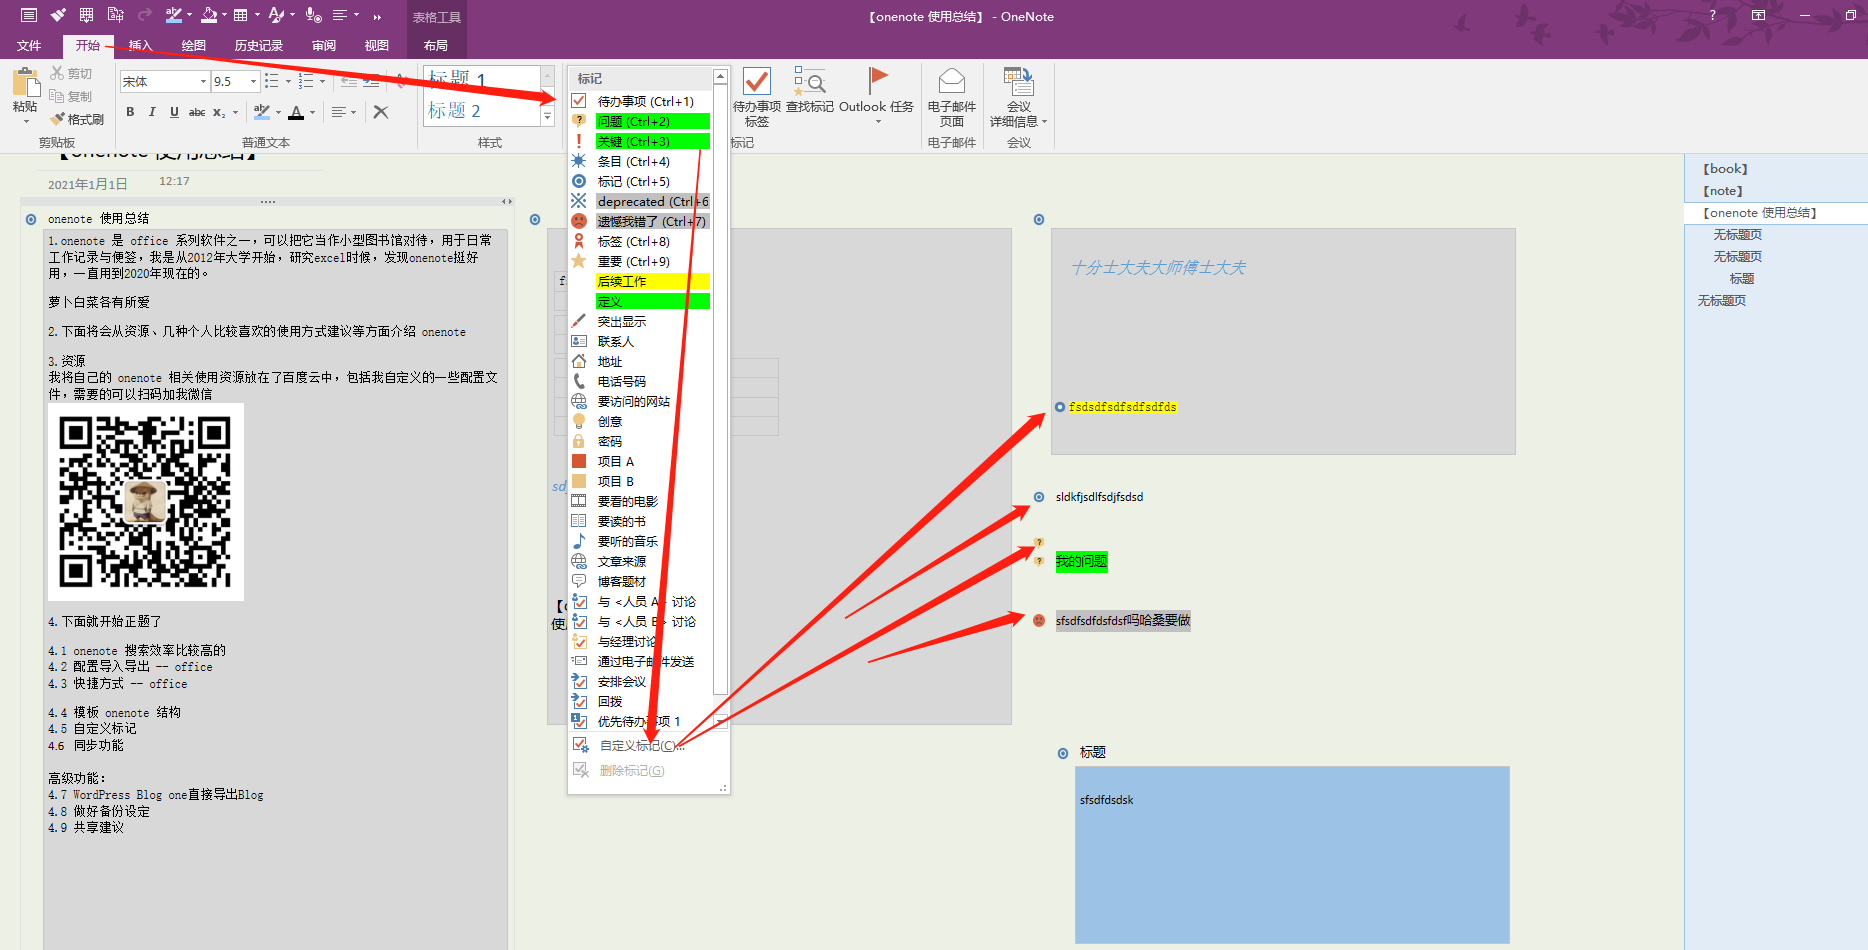 表格工具
【onenote 使用总结】 - OneNote
文件
开始
插入
绘图
历史记录
审阅
视图
布局
粘贴
剪切
复制
格式刷
剪贴板
宋体
9.5
B I U abc x₂
A
普通文本
标题 1
标题 2
样式
标记
待办事项 (Ctrl+1)
问题 (Ctrl+2)
关键 (Ctrl+3)
条目 (Ctrl+4)
标记 (Ctrl+5)
deprecated (Ctrl+6
遗憾我错了 (Ctrl+7)
标签 (Ctrl+8)
重要 (Ctrl+9)
后续工作
定义
突出显示
联系人
地址
电话号码
要访问的网站
创意
密码
项目 A
项目 B
要看的电影
要读的书
要听的音乐
文章来源
博客题材
与 <人员 A> 讨论
与 <人员 B> 讨论
与经理讨论
通过电子邮件发送
安排会议
回拨
优先待办事项 1
自定义标记(C)...
删除标记(G)
待办事项
标签
查找标记
Outlook 任务
标记
电子邮件
页面
电子邮件
会议
详细信息
会议
【onenote 使用总结】
2021年1月1日
12:17
onenote 使用总结
1.onenote 是 office 系列软件之一，可以把它当作小型图书馆对待，用于日常
工作记录与便签，我是从2012年大学开始，研究excel时候，发现onenote挺好
用，一直用到2020年现在的。
萝卜白菜各有所爱
2.下面将会从资源、几种个人比较喜欢的使用方式建议等方面介绍 onenote
3.资源
我将自己的 onenote 相关使用资源放在了百度云中，包括我自定义的一些配置文
件，需要的可以扫码加我微信
4.下面就开始正题了
4.1 onenote 搜索效率比较高的
4.2 配置导入导出 -- office
4.3 快捷方式 -- office
4.4 模板 onenote 结构
4.5 自定义标记
4.6 同步功能
高级功能：
4.7 WordPress Blog one直接导出Blog
4.8 做好备份设定
4.9 共享建议
十分士大夫大师傅士大夫
fsdsdfsdfsdfsdfds
sldkfjsdlfsdjfsdsd
我的问题
sfsdfsdfdsfdsf吗哈桑要做
标题
sfsdfdsdsk
【book】
【note】
【onenote 使用总结】
无标题页
无标题页
标题
无标题页